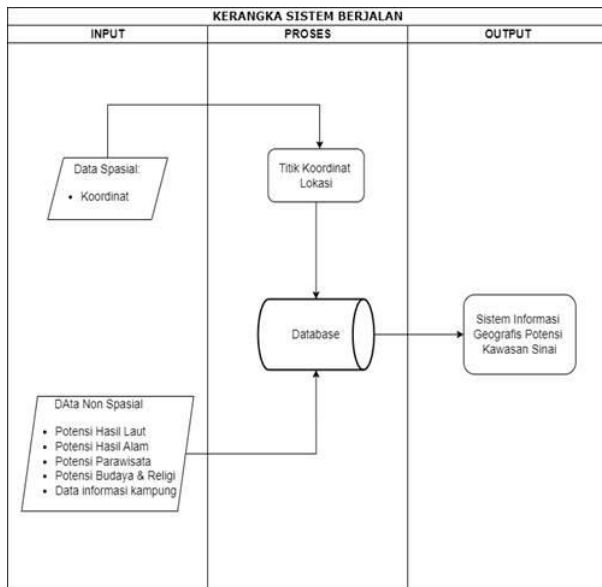 KERANGKA SISTEM BERJALAN
INPUT
PROSES
OUTPUT
Data Spasial:
• Koordinat
Titik Koordinat
Lokasi
Database
Sistem Informasi
Geografis Potensi
Kawasan Sinai
DAta Non Spasial
• Potensi Hasil Laut
• Potensi Hasil Alam
• Potensi Parawisata
• Potensi Budaya & Religi
• Data informasi kampung